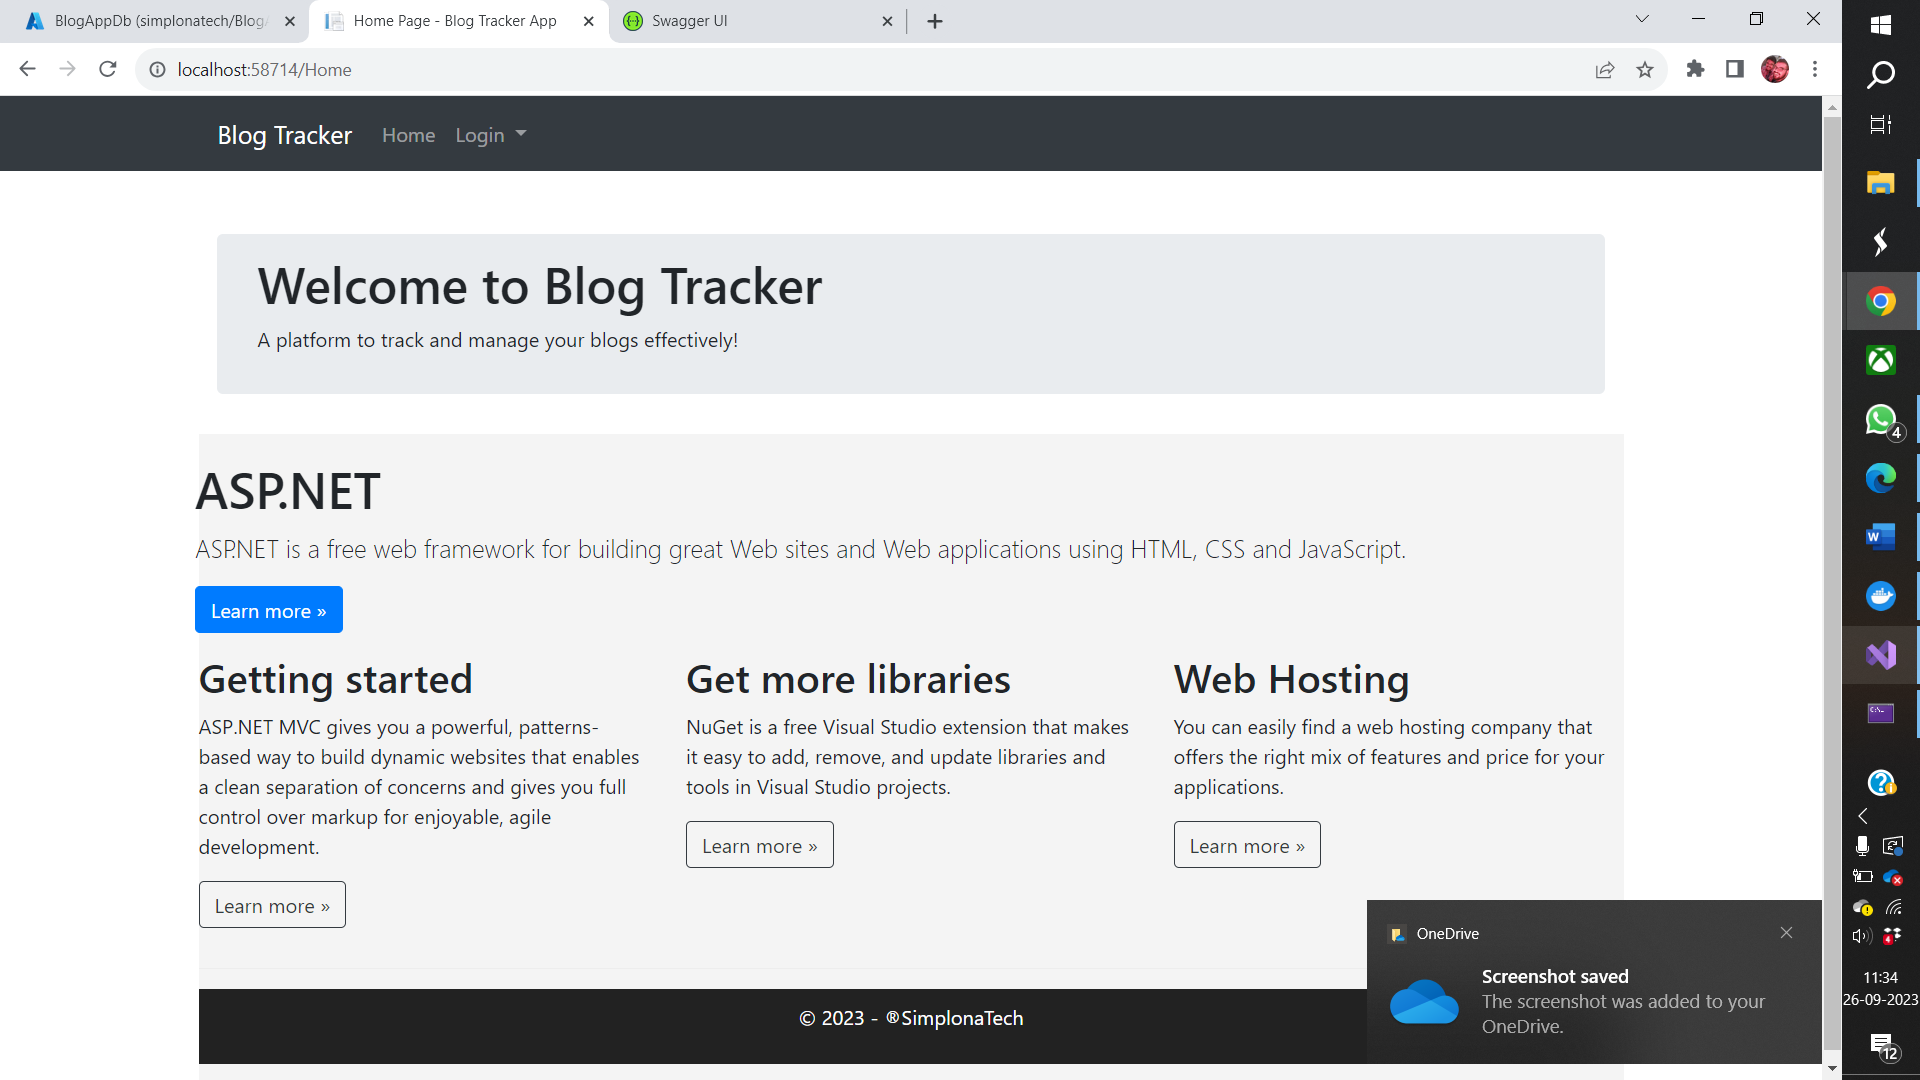 BlogAppDb (simplonatech/BlogA
Home Page - Blog Tracker App
Swagger UI
localhost:58714/Home
Blog Tracker
Home
Login
Welcome to Blog Tracker
A platform to track and manage your blogs effectively!
ASP.NET
ASP.NET is a free web framework for building great Web sites and Web applications using HTML, CSS and JavaScript.
Learn more »
Getting started
ASP.NET MVC gives you a powerful, patterns-
based way to build dynamic websites that enables
a clean separation of concerns and gives you full
control over markup for enjoyable, agile
development.
Learn more »
Get more libraries
NuGet is a free Visual Studio extension that makes
it easy to add, remove, and update libraries and
tools in Visual Studio projects.
Learn more »
Web Hosting
You can easily find a web hosting company that
offers the right mix of features and price for your
applications.
Learn more »
© 2023 - ®SimplonaTech
OneDrive
Screenshot saved
The screenshot was added to your
OneDrive.
4
W
C:\_
4
11:34
26-09-2023
12